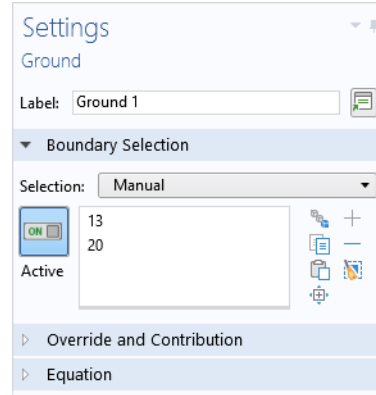 Settings
Ground
Label: Ground 1
Boundary Selection
Selection: Manual
ON
13
20
Active
Override and Contribution
Equation